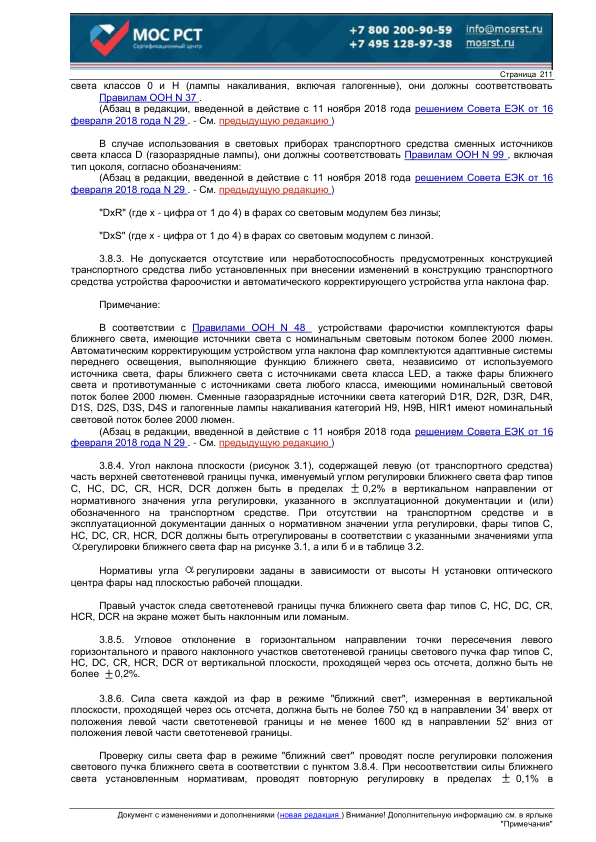 МОС РСТ
Сертификационный центр
+7 800 200-90-59 info@mosrst.ru
+7 495 128-97-38 mosrst.ru
Страница 211
света классов 0 и Н (лампы накаливания, включая галогенные), они должны соответствовать
Правилам ООН N 37 .
(Абзац в редакции, введенной в действие с 11 ноября 2018 года решением Совета ЕЭК от 16
февраля 2018 года N 29 . - См. предыдущую редакцию )
В случае использования в световых приборах транспортного средства сменных источников
света класса D (газоразрядные лампы), они должны соответствовать Правилам ООН N 99 , включая
тип цоколя, согласно обозначениям:
(Абзац в редакции, введенной в действие с 11 ноября 2018 года решением Совета ЕЭК от 16
февраля 2018 года N 29 . - См. предыдущую редакцию )
"DxR" (где x - цифра от 1 до 4) в фарах со световым модулем без линзы;
"DxS" (где x - цифра от 1 до 4) в фарах со световым модулем с линзой.
3.8.3. Не допускается отсутствие или неработоспособность предусмотренных конструкцией
транспортного средства либо установленных при внесении изменений в конструкцию транспортного
средства устройства фароочистки и автоматического корректирующего устройства угла наклона фар.
Примечание:
В соответствии с Правилами ООН N 48 устройствами фарочистки комплектуются фары
ближнего света, имеющие источники света с номинальным световым потоком более 2000 люмен.
Автоматическим корректирующим устройством угла наклона фар комплектуются адаптивные системы
переднего освещения, выполняющие функцию ближнего света, независимо от используемого
источника света, фары ближнего света с источниками света класса LED, а также фары ближнего
света и противотуманные с источниками света любого класса, имеющими номинальный световой
поток более 2000 люмен. Сменные газоразрядные источники света категорий D1R, D2R, D3R, D4R,
D1S, D2S, D3S, D4S и галогенные лампы накаливания категорий H9, H9B, HIR1 имеют номинальный
световой поток более 2000 люмен.
(Абзац в редакции, введенной в действие с 11 ноября 2018 года решением Совета ЕЭК от 16
февраля 2018 года N 29 . - См. предыдущую редакцию )
3.8.4. Угол наклона плоскости (рисунок 3.1), содержащей левую (от транспортного средства)
часть верхней светотеневой границы пучка, именуемый углом регулировки ближнего света фар типов
C, HC, DC, CR, HCR, DCR должен быть в пределах ± 0,2% в вертикальном направлении от
нормативного значения угла регулировки, указанного в эксплуатационной документации и (или)
обозначенного на транспортном средстве. При отсутствии на транспортном средстве и в
эксплуатационной документации данных о нормативном значении угла регулировки, фары типов C,
HC, DC, CR, HCR, DCR должны быть отрегулированы в соответствии с указанными значениями угла
α регулировки ближнего света фар на рисунке 3.1, а или б и в таблице 3.2.
Нормативы угла α регулировки заданы в зависимости от высоты H установки оптического
центра фары над плоскостью рабочей площадки.
Правый участок следа светотеневой границы пучка ближнего света фар типов C, HC, DC, CR,
HCR, DCR на экране может быть наклонным или ломаным.
3.8.5. Угловое отклонение в горизонтальном направлении точки пересечения левого
горизонтального и правого наклонного участков светотеневой границы светового пучка фар типов C,
HC, DC, CR, HCR, DCR от вертикальной плоскости, проходящей через ось отсчета, должно быть не
более ± 0,2%.
3.8.6. Сила света каждой из фар в режиме "ближний свет", измеренная в вертикальной
плоскости, проходящей через ось отсчета, должна быть не более 750 кд в направлении 34' вверх от
положения левой части светотеневой границы и не менее 1600 кд в направлении 52' вниз от
положения левой части светотеневой границы.
Проверку силы света фар в режиме "ближний свет" проводят после регулировки положения
светового пучка ближнего света в соответствии с пунктом 3.8.4. При несоответствии силы ближнего
света установленным нормативам, проводят повторную регулировку в пределах ± 0,1% в
Документ с изменениями и дополнениями (новая редакция ) Внимание! Дополнительную информацию см. в ярлыке
"Примечания"